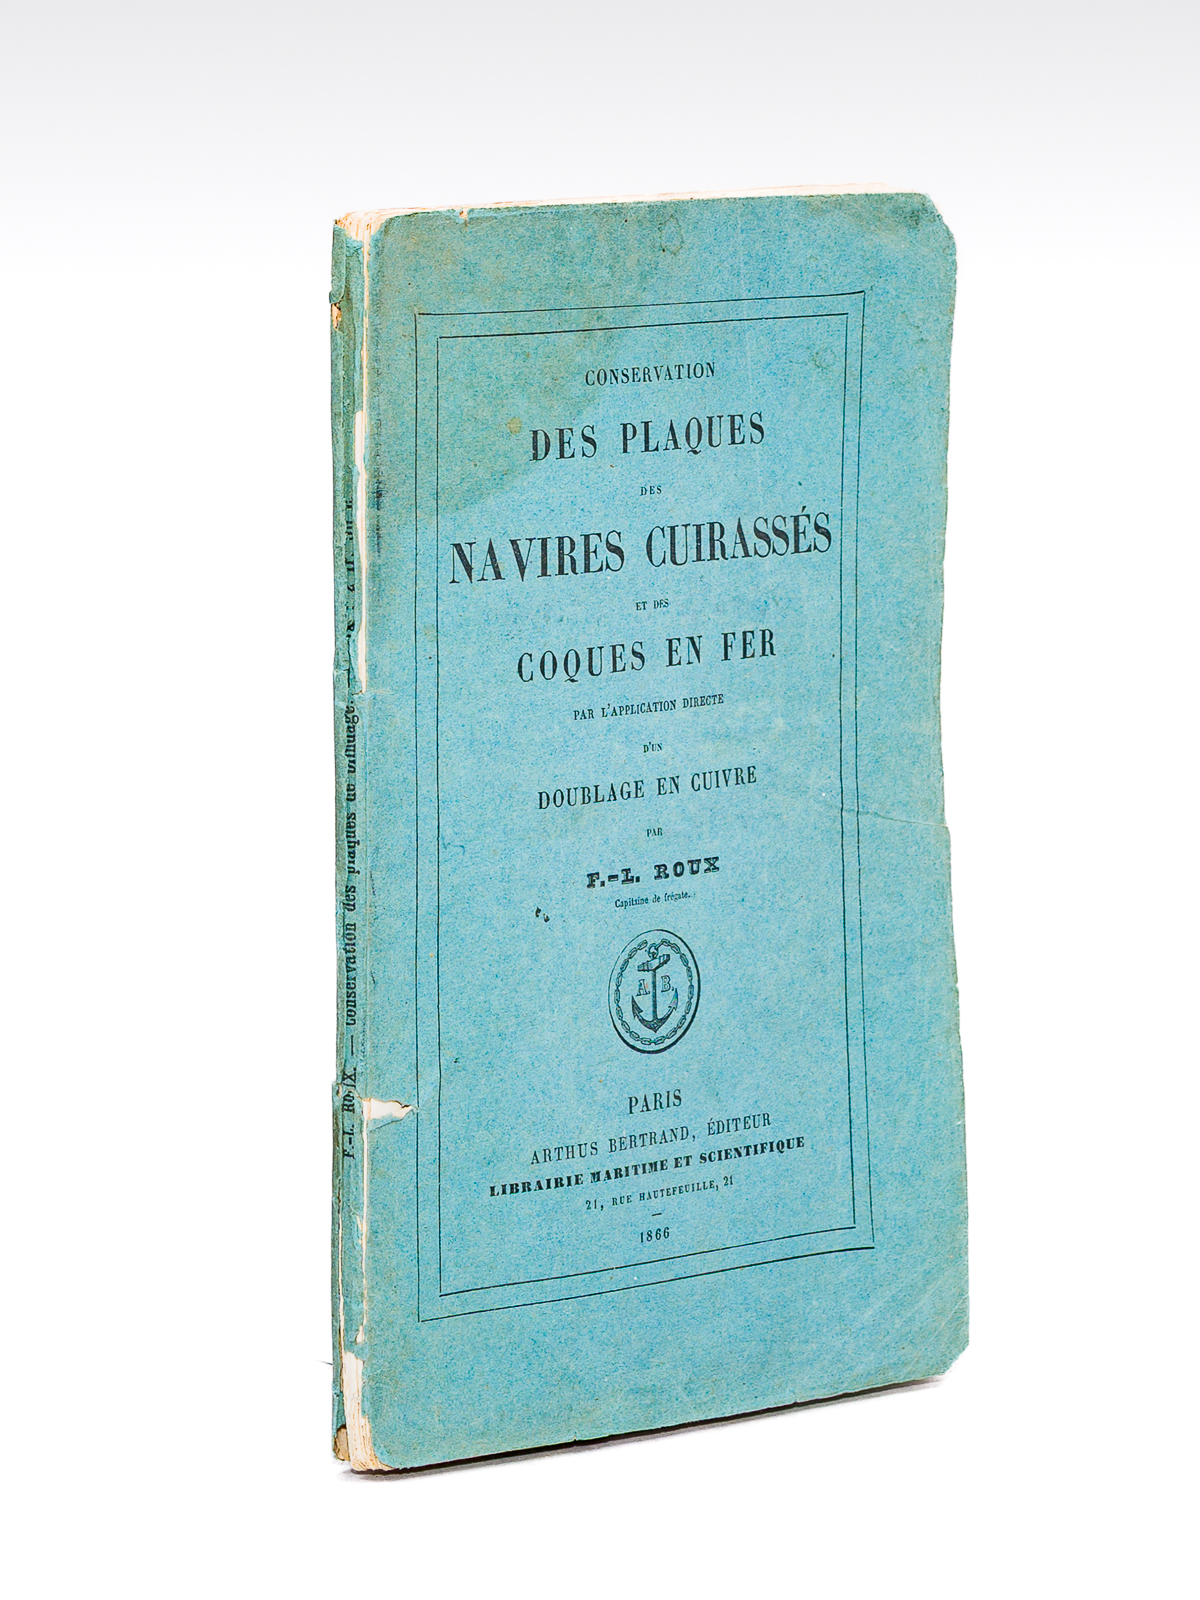 CONSERVATION
DES PLAQUES
DES
NAVIRES CUIRASSÉS
ET DES
COQUES EN FER
PAR L'APPLICATION DIRECTE
D'UN
DOUBLAGE EN CUIVRE
PAR
F.-L. ROUX
Capitaine de frégate.
A. B.
PARIS
ARTHUS BERTRAND, ÉDITEUR
LIBRAIRIE MARITIME ET SCIENTIFIQUE
21, RUE HAUTEFEUILLE, 21
1866
F.-L. ROUX. — Conservation des plaques de